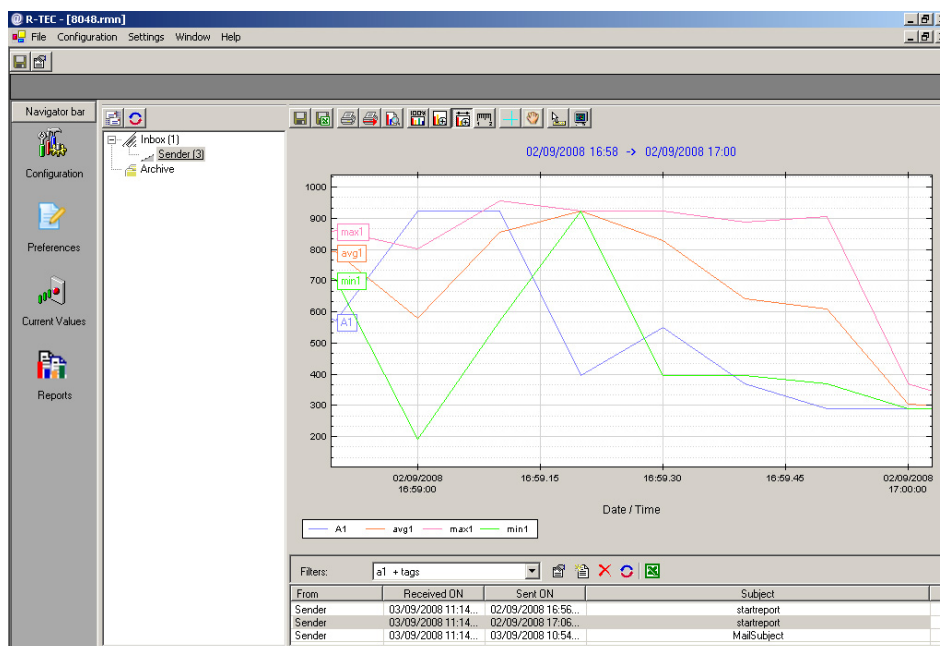 @ R-TEC - [8048.rmn]
File Configuration Settings Window Help
Navigator bar
Configuration
Preferences
Current Values
Reports
Inbox (1)
Sender (3)
Archive
02/09/2008 16:58 -> 02/09/2008 17:00
1000
900
800
700
600
500
400
300
200
max1
avg1
min1
A1
02/09/2008
16:59:00
16:59.15
16:59.30
16:59.45
02/09/2008
17:00:00
Date / Time
A1 avg1 max1 min1
Filters: a1 + tags
From Received ON Sent ON Subject
Sender 03/09/2008 11:14... 02/09/2008 16:56... startreport
Sender 03/09/2008 11:14... 02/09/2008 17:06... startreport
Sender 03/09/2008 11:14... 03/09/2008 10:54... MailSubject